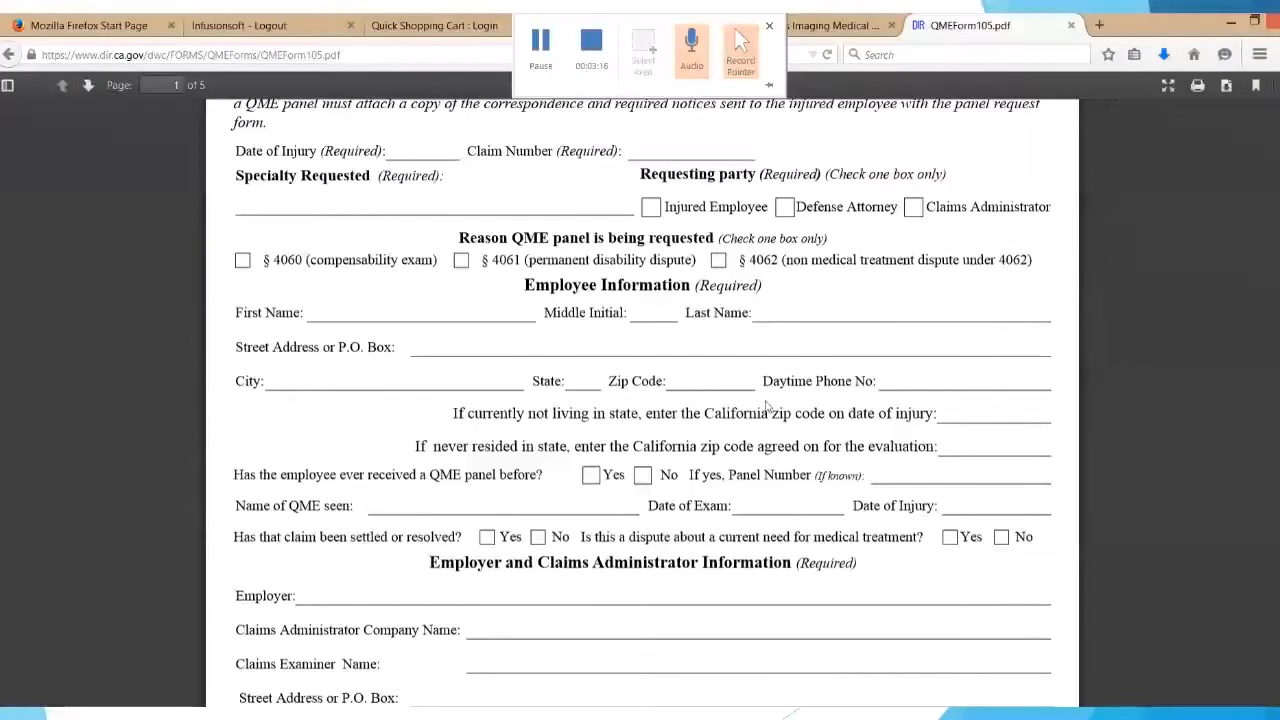 Mozilla Firefox Start Page
Infusionsoft - Logout
Quick Shopping Cart : Login
s Imaging Medical ...
DIR QMEForm105.pdf
https://www.dir.ca.gov/dwc/FORMS/QMEForms/QMEForm105.pdf
Search
Pause
00:03:16
Select Area
Audio
Record Pointer
Page: 1 of 5
a QME panel must attach a copy of the correspondence and required notices sent to the injured employee with the panel request
form.
Date of Injury (Required): Claim Number (Required):
Specialty Requested (Required): Requesting party (Required) (Check one box only)
Injured Employee Defense Attorney Claims Administrator
Reason QME panel is being requested (Check one box only)
§ 4060 (compensability exam) § 4061 (permanent disability dispute) § 4062 (non medical treatment dispute under 4062)
Employee Information (Required)
First Name: Middle Initial: Last Name:
Street Address or P.O. Box:
City: State: Zip Code: Daytime Phone No:
If currently not living in state, enter the California zip code on date of injury:
If never resided in state, enter the California zip code agreed on for the evaluation:
Has the employee ever received a QME panel before? Yes No If yes, Panel Number (If known):
Name of QME seen: Date of Exam: Date of Injury:
Has that claim been settled or resolved? Yes No Is this a dispute about a current need for medical treatment? Yes No
Employer and Claims Administrator Information (Required)
Employer:
Claims Administrator Company Name:
Claims Examiner Name:
Street Address or P.O. Box: